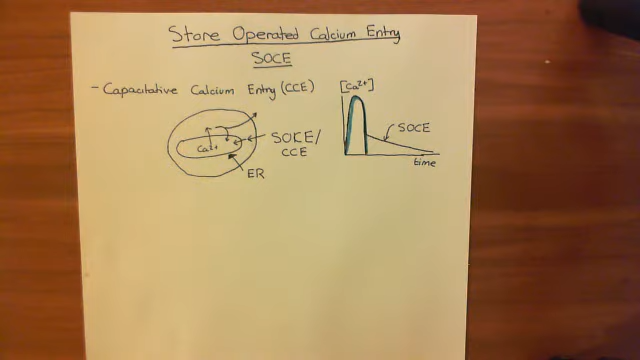 Store Operated Calcium Entry
SOCE
- Capacitative Calcium Entry (CCE)
[Ca²⁺]
Ca²⁺
SOCE/
CCE
ER
SOCE
time